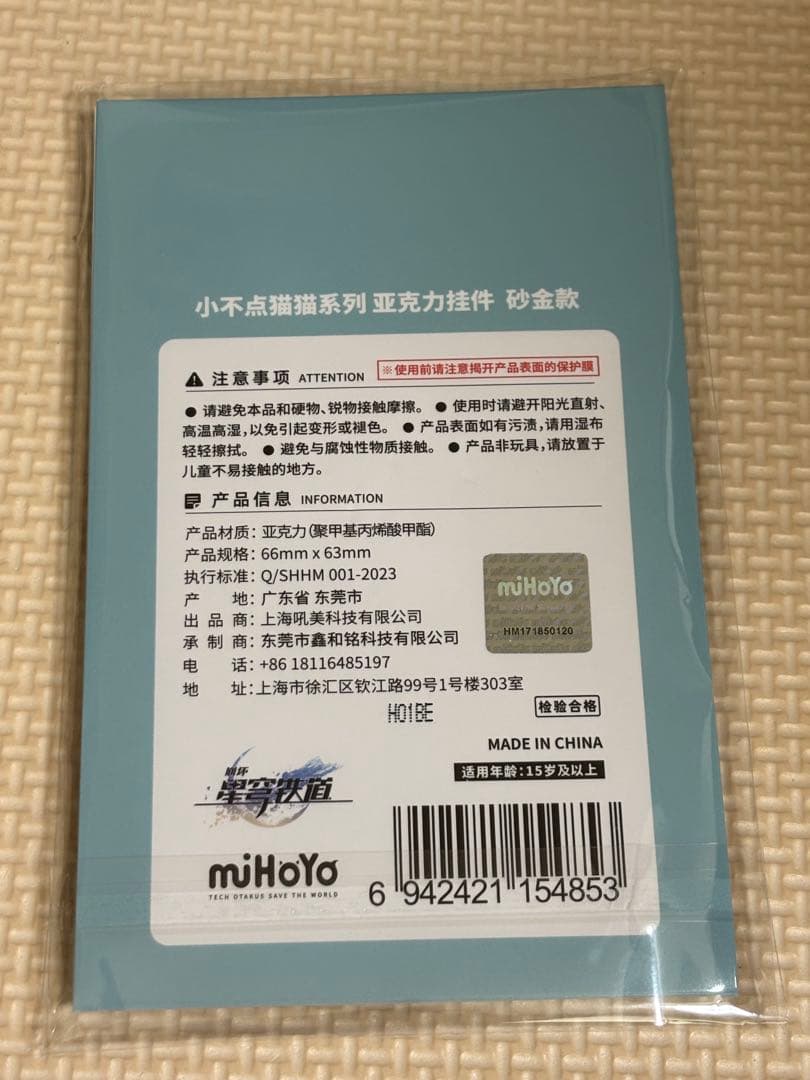 小不点猫猫系列 亚克力挂件 砂金款
注意事项 ATTENTION
※使用前请注意揭开产品表面的保护膜
● 请避免本品和硬物、锐物接触摩擦。 ● 使用时请避开阳光直射、
高温高湿，以免引起变形或褪色。 ● 产品表面如有污渍，请用湿布
轻轻擦拭。 ● 避免与腐蚀性物质接触。 ● 产品非玩具，请放置于
儿童不易接触的地方。
产品信息 INFORMATION
产品材质：亚克力（聚甲基丙烯酸甲酯）
产品规格：66mm x 63mm
执行标准：Q/SHHM 001-2023
产 地：广东省 东莞市
出 品 商：上海吼美科技有限公司
承 制 商：东莞市鑫和铭科技有限公司
电 话：+86 18116485197
地 址：上海市徐汇区钦江路99号1号楼303室
miHoYo
HM171850120
H01BE
检验合格
MADE IN CHINA
适用年龄：15岁及以上
崩坏
星穹铁道
miHoYo
TECH OTAKUS SAVE THE WORLD
6 942421 154853